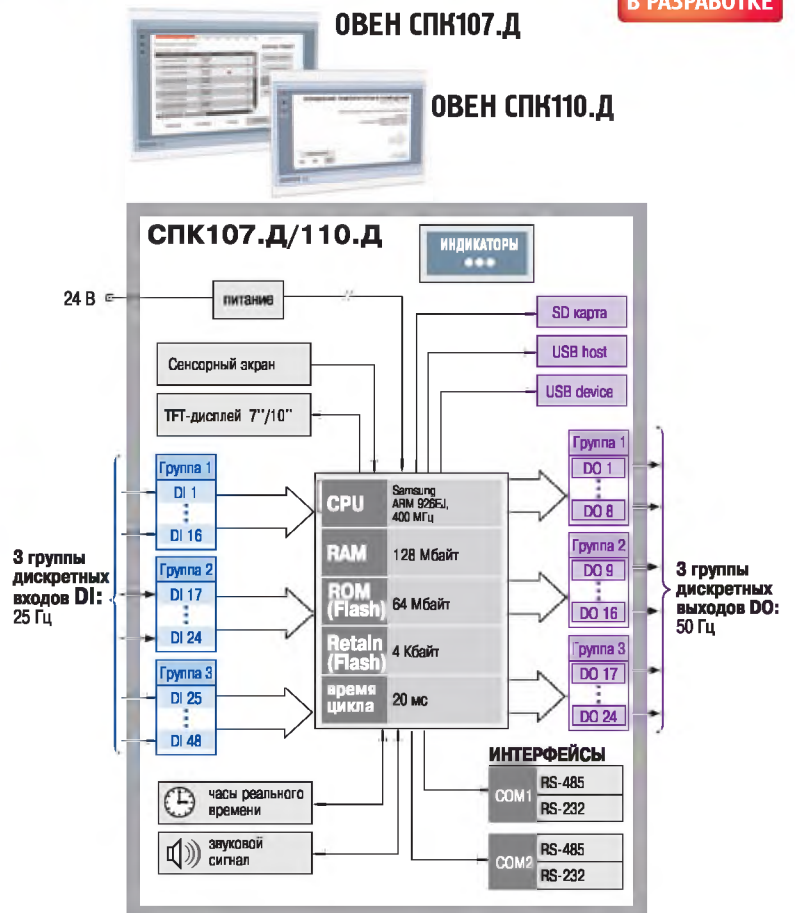 В РАЗРАБОТКЕ
ОВЕН СПК107.Д
ОВЕН СПК110.Д
СПК107.Д/110.Д
ИНДИКАТОРЫ
24 В
питание
SD карта
USB host
USB device
Сенсорный экран
TFT-дисплей 7"/10"
3 группы
дискретных
входов DI:
25 Гц
Группа 1
DI 1
DI 16
Группа 2
DI 17
DI 24
Группа 3
DI 25
DI 48
CPU
Samsung
ARM 926EJ,
400 МГц
RAM
128 Мбайт
ROM
(Flash)
64 Мбайт
Retain
(Flash)
4 Кбайт
время
цикла
20 мс
Группа 1
DO 1
DO 8
Группа 2
DO 9
DO 16
Группа 3
DO 17
DO 24
3 группы
дискретных
выходов DO:
50 Гц
часы реального
времени
звуковой
сигнал
ИНТЕРФЕЙСЫ
COM1
RS-485
RS-232
COM2
RS-485
RS-232